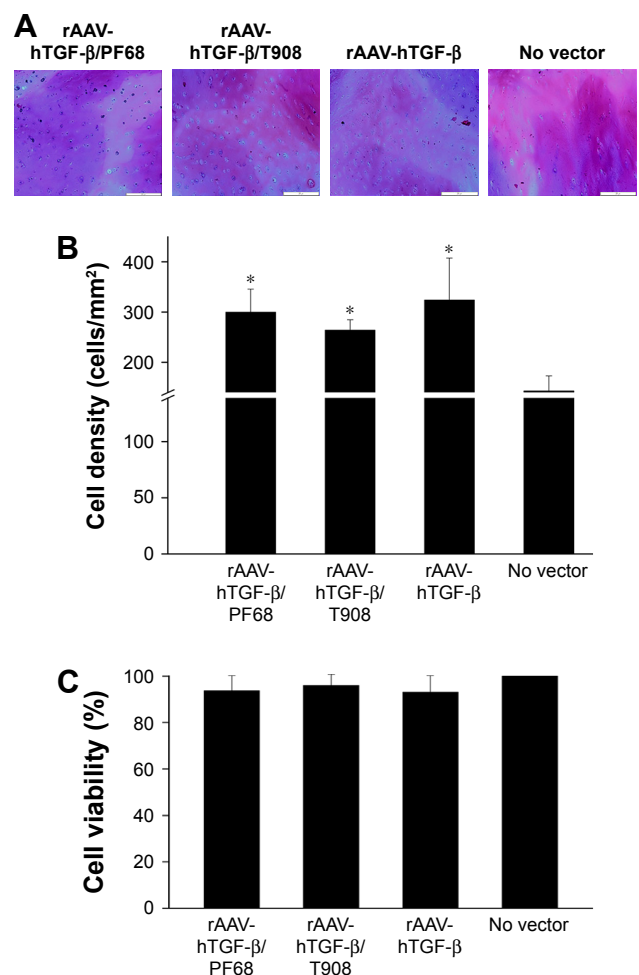 A
rAAV-
hTGF-β/PF68
rAAV-
hTGF-β/T908
rAAV-hTGF-β
No vector
B
Cell density (cells/mm²)
400
300
200
100
50
0
*
*
*
rAAV-
hTGF-β/
PF68
rAAV-
hTGF-β/
T908
rAAV-
hTGF-β
No vector
C
Cell viability (%)
100
80
60
40
20
0
rAAV-
hTGF-β/
PF68
rAAV-
hTGF-β/
T908
rAAV-
hTGF-β
No vector